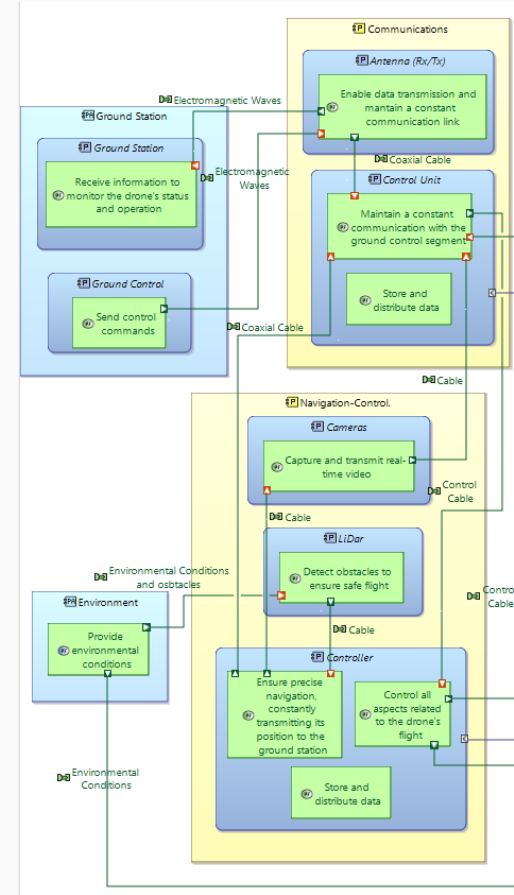 Communications
Antenna (Rx/Tx)
Enable data transmission and
mantain a constant
communication link
Electromagnetic Waves
Ground Station
Ground Station
Receive information to
monitor the drone's status
and operation
Electromagnetic
Waves
Coaxial Cable
Control Unit
Maintain a constant
communication with the
ground control segment
Store and
distribute data
Ground Control
Send control
commands
Coaxial Cable
Cable
Navigation-Control.
Cameras
Capture and transmit real-
time video
Control
Cable
Cable
LiDar
Detect obstacles to
ensure safe flight
Environmental Conditions
and osbtacles
Environment
Provide
environmental
conditions
Contro
Cable
Cable
Controller
Ensure precise
navigation,
constantly
transmitting its
position to the
ground station
Control all
aspects related
to the drone's
flight
Store and
distribute data
Environmental
Conditions